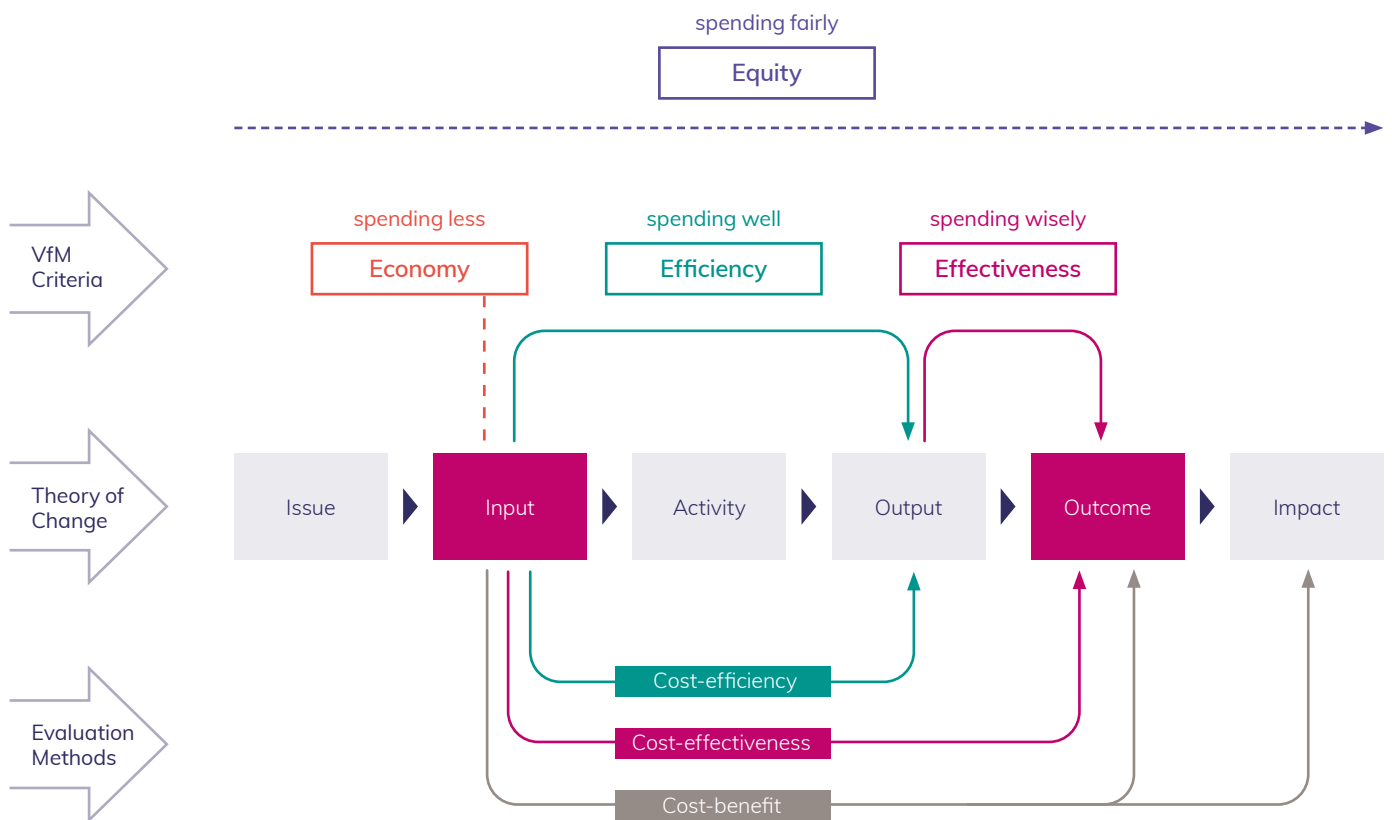 spending fairly
Equity
VfM
Criteria
spending less
Economy
spending well
Efficiency
spending wisely
Effectiveness
Theory of
Change
Issue
Input
Activity
Output
Outcome
Impact
Evaluation
Methods
Cost-efficiency
Cost-effectiveness
Cost-benefit